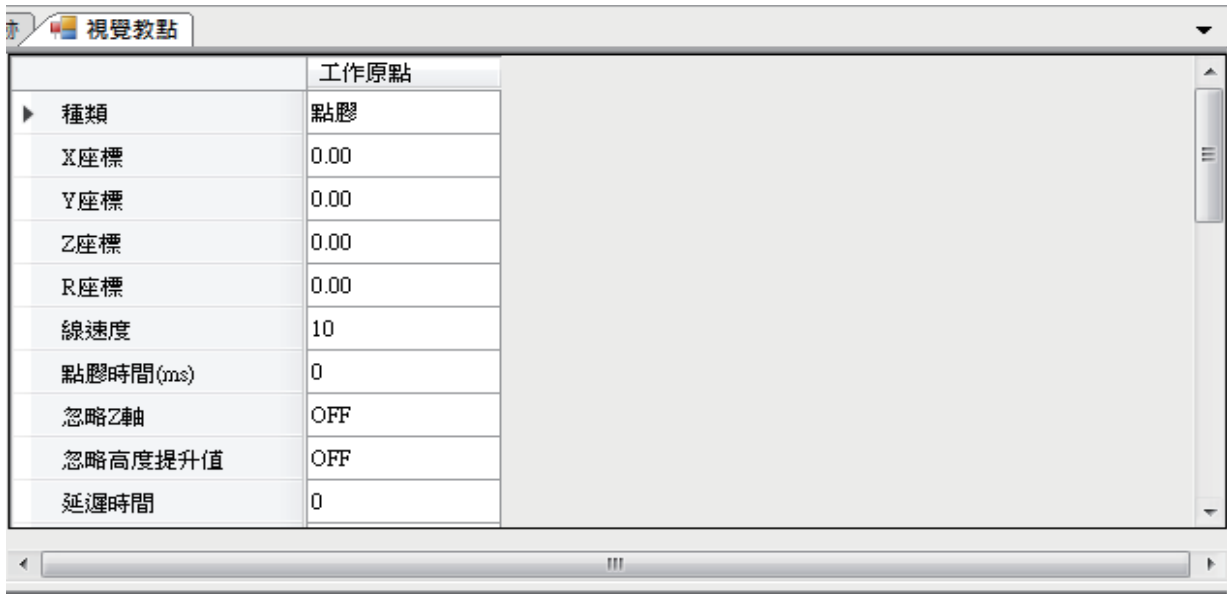 視覺教點
工作原點
種類 點膠
X座標 0.00
Y座標 0.00
Z座標 0.00
R座標 0.00
線速度 10
點膠時間(ms) 0
忽略Z軸 OFF
忽略高度提升值 OFF
延遲時間 0